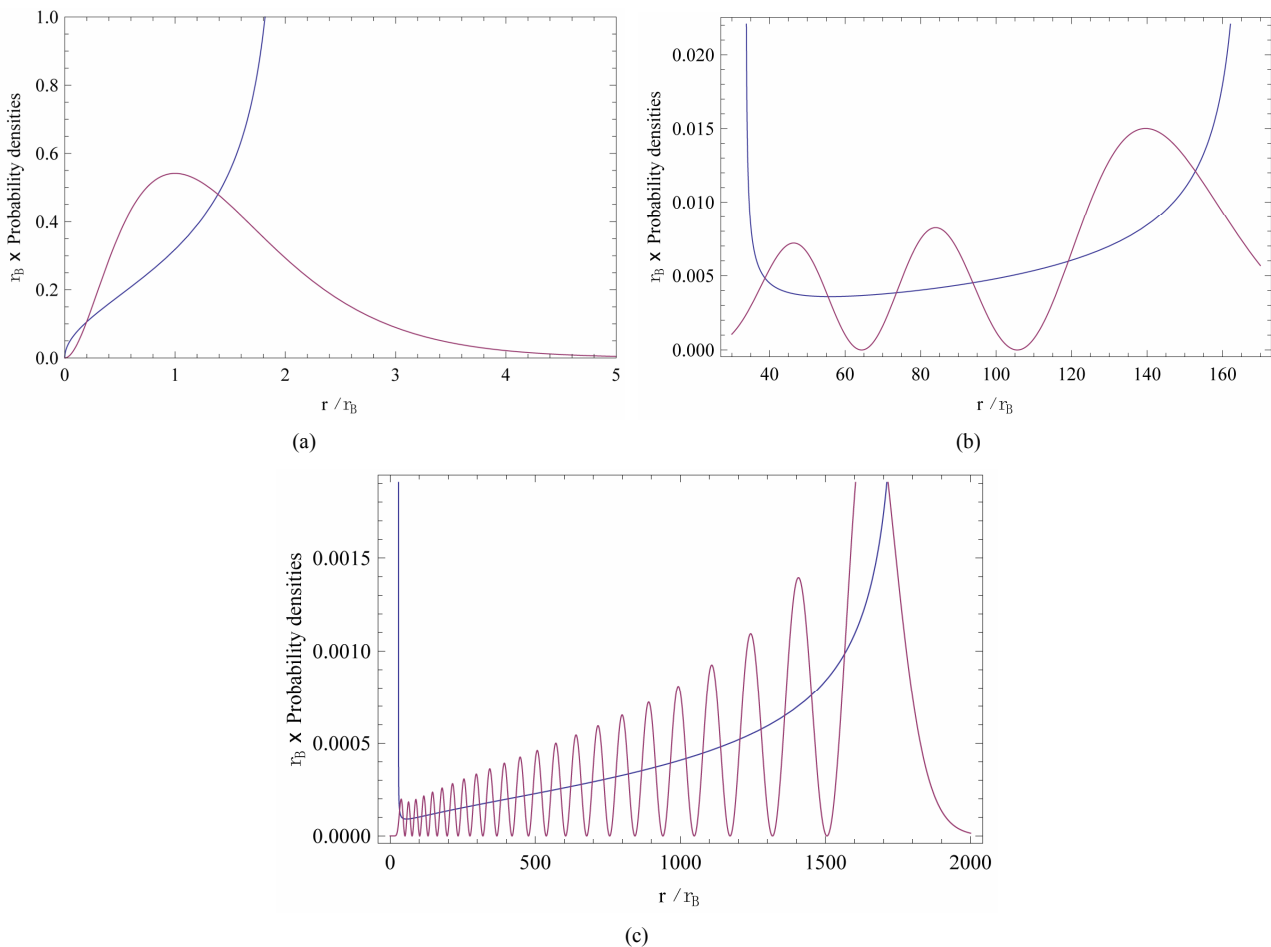 1.0
0.8
0.6
0.4
0.2
0.0
r_B x Probability densities
0 1 2 3 4 5
r / r_B
(a)
0.020
0.015
0.010
0.005
0.000
r_B x Probability densities
40 60 80 100 120 140 160
r / r_B
(b)
0.0015
0.0010
0.0005
0.0000
r_B x Probability densities
0 500 1000 1500 2000
r / r_B
(c)